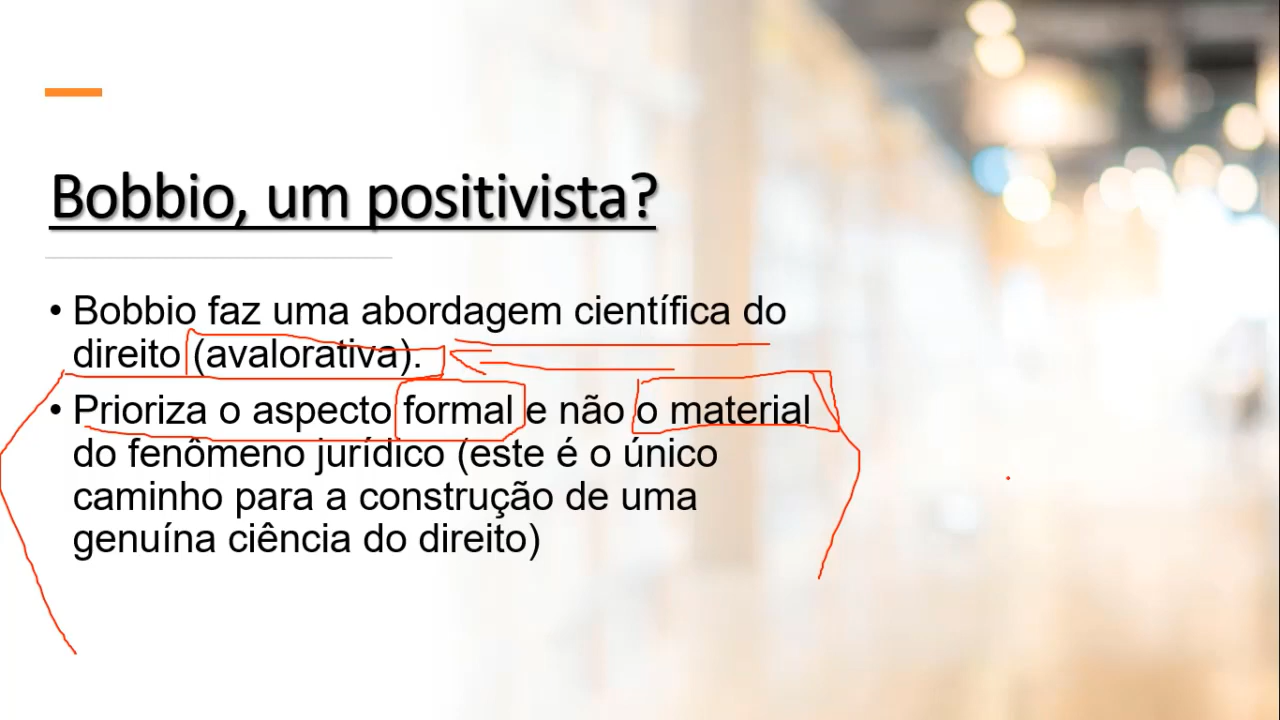 Bobbio, um positivista?
• Bobbio faz uma abordagem científica do
direito (avalorativa).
• Prioriza o aspecto formal e não o material
do fenômeno jurídico (este é o único
caminho para a construção de uma
genuína ciência do direito)